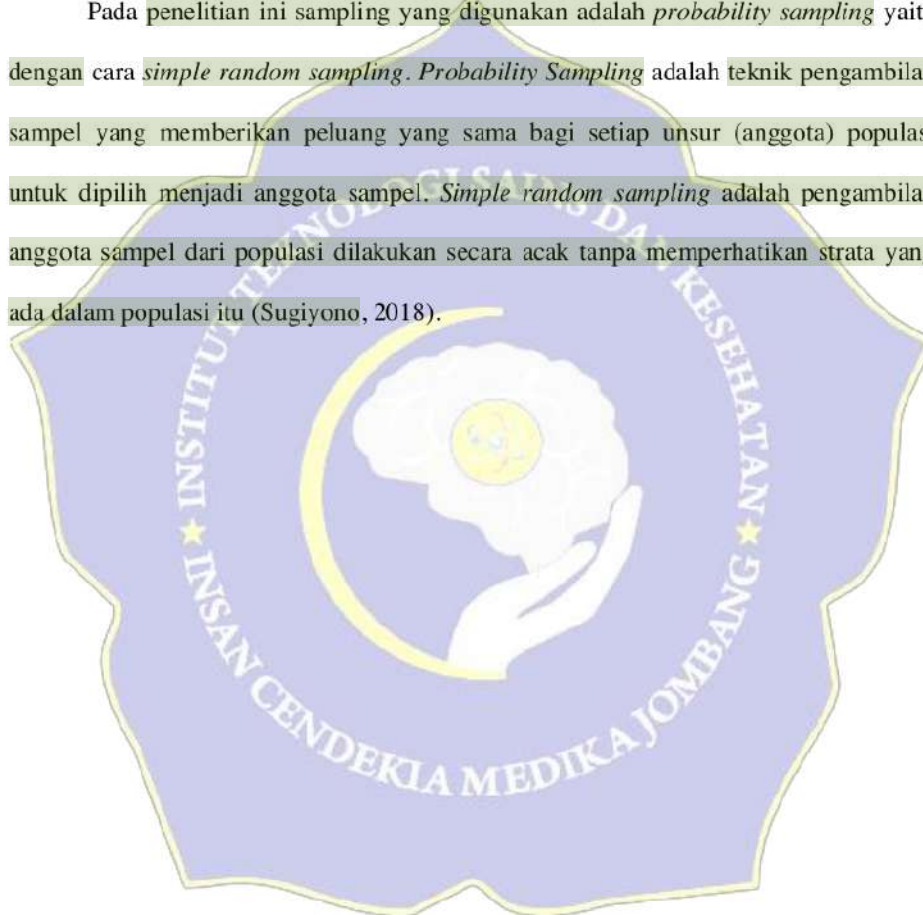 Pada penelitian ini sampling yang digunakan adalah probability sampling yait
dengan cara simple random sampling. Probability Sampling adalah teknik pengambila
sampel yang memberikan peluang yang sama bagi setiap unsur (anggota) populas
untuk dipilih menjadi anggota sampel. Simple random sampling adalah pengambila
anggota sampel dari populasi dilakukan secara acak tanpa memperhatikan strata yan
ada dalam populasi itu (Sugiyono, 2018).
INSTITUT TEKNOLOGI SAINS DAN KESEHATAN
INSAN CENDEKIA MEDIKA JOMBANG